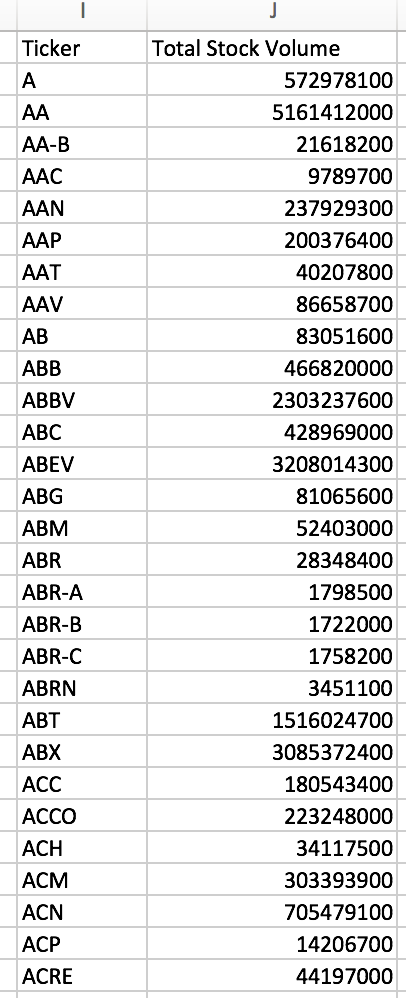 I J
Ticker Total Stock Volume
A 572978100
AA 5161412000
AA-B 21618200
AAC 9789700
AAN 237929300
AAP 200376400
AAT 40207800
AAV 86658700
AB 83051600
ABB 466820000
ABBV 2303237600
ABC 428969000
ABEV 3208014300
ABG 81065600
ABM 52403000
ABR 28348400
ABR-A 1798500
ABR-B 1722000
ABR-C 1758200
ABRN 3451100
ABT 1516024700
ABX 3085372400
ACC 180543400
ACCO 223248000
ACH 34117500
ACM 303393900
ACN 705479100
ACP 14206700
ACRE 44197000